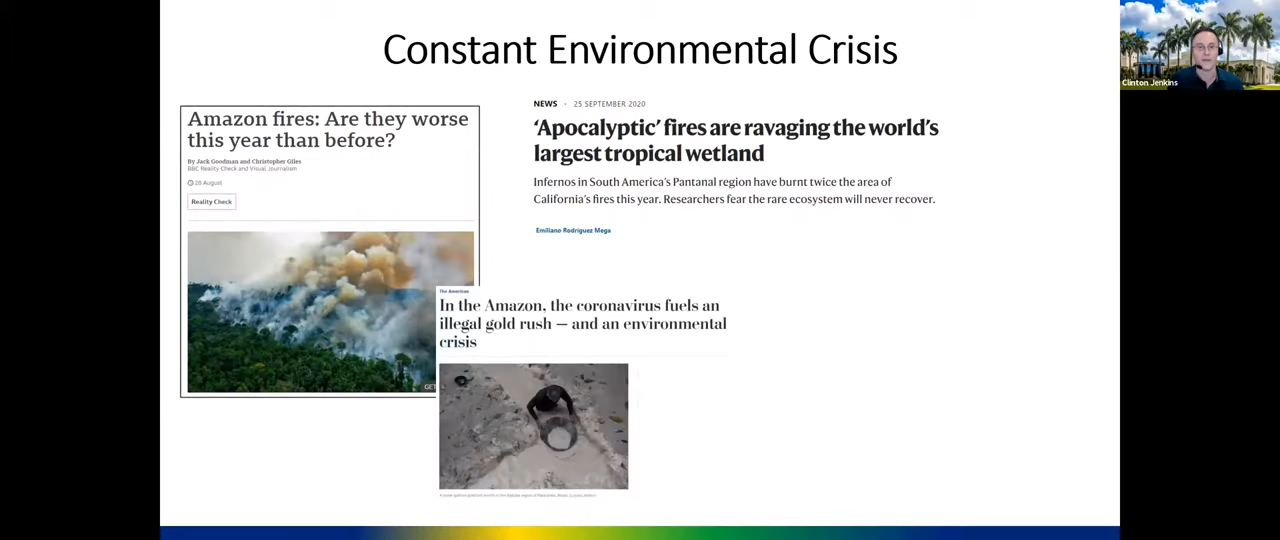 Constant Environmental Crisis
Clinton Jenkins
Amazon fires: Are they worse
this year than before?
By Jack Goodman and Christopher Giles
BBC Reality Check and Visual Journalism
28 August
Reality Check
GET
NEWS · 25 SEPTEMBER 2020
‘Apocalyptic’ fires are ravaging the world’s
largest tropical wetland
Infernos in South America’s Pantanal region have burnt twice the area of
California’s fires this year. Researchers fear the rare ecosystem will never recover.
Emiliano Rodríguez Mega
The Americas
In the Amazon, the coronavirus fuels an
illegal gold rush — and an environmental
crisis